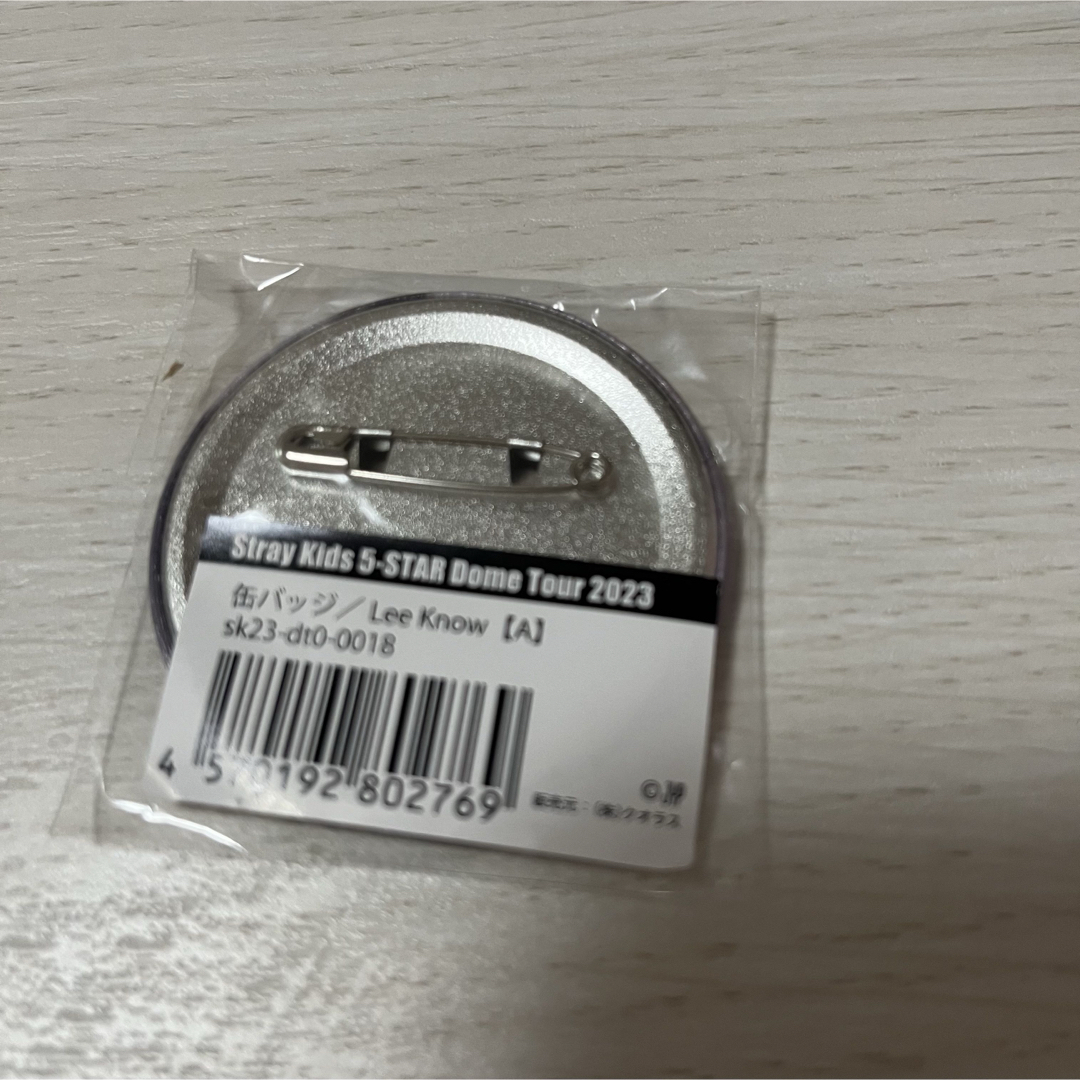 Stray Kids 5-STAR Dome Tour 2023
缶バッジ／Lee Know【A】
sk23-dt0-0018
4 570192 802769
©JYP
販売元：(株)クオラス